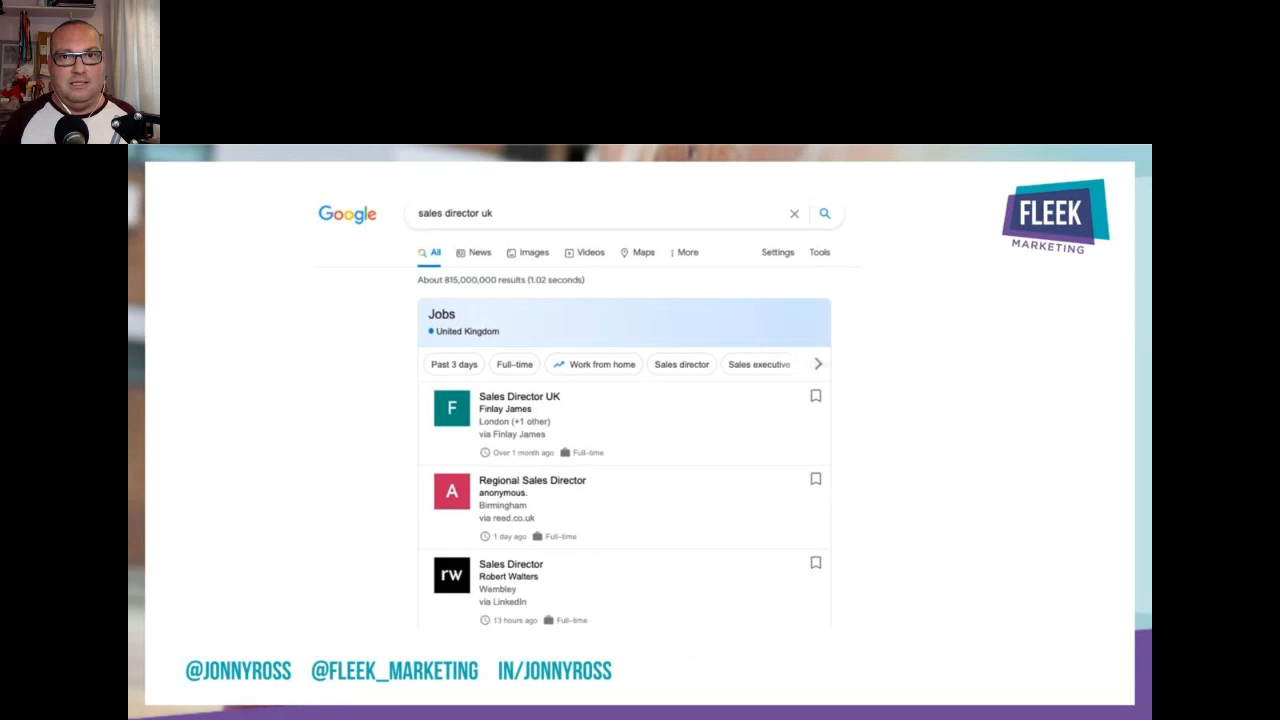 FLEEK
MARKETING
Google
sales director uk
All News Images Videos Maps More Settings Tools
About 815,000,000 results (1.02 seconds)
Jobs
United Kingdom
Past 3 days Full-time Work from home Sales director Sales executive
F
Sales Director UK
Finlay James
London (+1 other)
via Finlay James
Over 1 month ago Full-time
A
Regional Sales Director
anonymous.
Birmingham
via reed.co.uk
1 day ago Full-time
rw
Sales Director
Robert Walters
Wembley
via LinkedIn
13 hours ago Full-time
@JONNYROSS @FLEEK_MARKETING IN/JONNYROSS